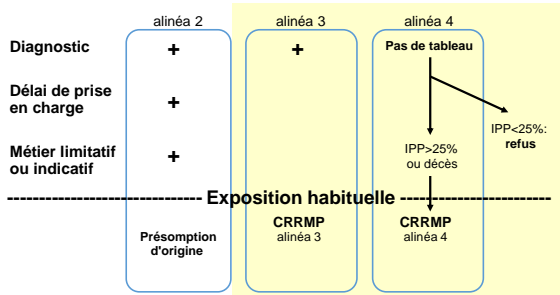 alinéa 2 alinéa 3 alinéa 4
Diagnostic + + Pas de tableau
Délai de prise
en charge +
IPP<25%:
refus
Métier limitatif
ou indicatif +
IPP>25%
ou décès
Exposition habituelle
Présomption
d'origine
CRRMP
alinéa 3
CRRMP
alinéa 4